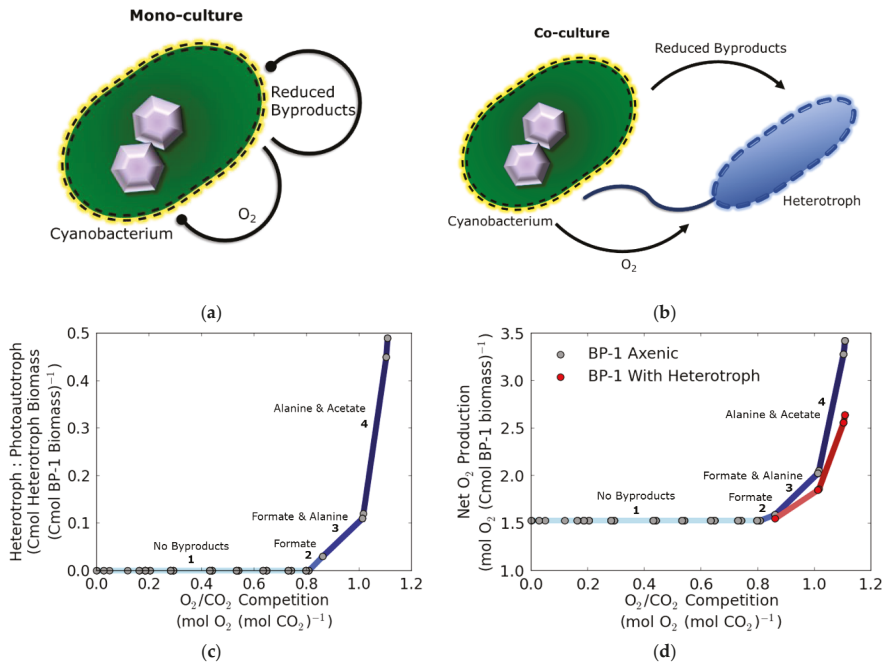 Mono-culture
Reduced
Byproducts
O₂
Cyanobacterium
(a)
Co-culture
Reduced Byproducts
Cyanobacterium
Heterotroph
O₂
(b)
Heterotroph : Photoautotroph
(Cmol Heterotroph Biomass
(Cmol BP-1 Biomass)⁻¹)
0.5
0.4
0.3
0.2
0.1
0.0
Alanine & Acetate
4
Formate & Alanine
3
Formate
2
No Byproducts
1
0.0 0.2 0.4 0.6 0.8 1.0 1.2
O₂/CO₂ Competition
(mol O₂ (mol CO₂)⁻¹)
(c)
Net O₂ Production
(mol O₂ (Cmol BP-1 biomass)⁻¹)
3.5
3.0
2.5
2.0
1.5
1.0
BP-1 Axenic
BP-1 With Heterotroph
4
Alanine & Acetate
Formate & Alanine
3
Formate
2
No Byproducts
1
0.0 0.2 0.4 0.6 0.8 1.0 1.2
O₂/CO₂ Competition
(mol O₂ (mol CO₂)⁻¹)
(d)